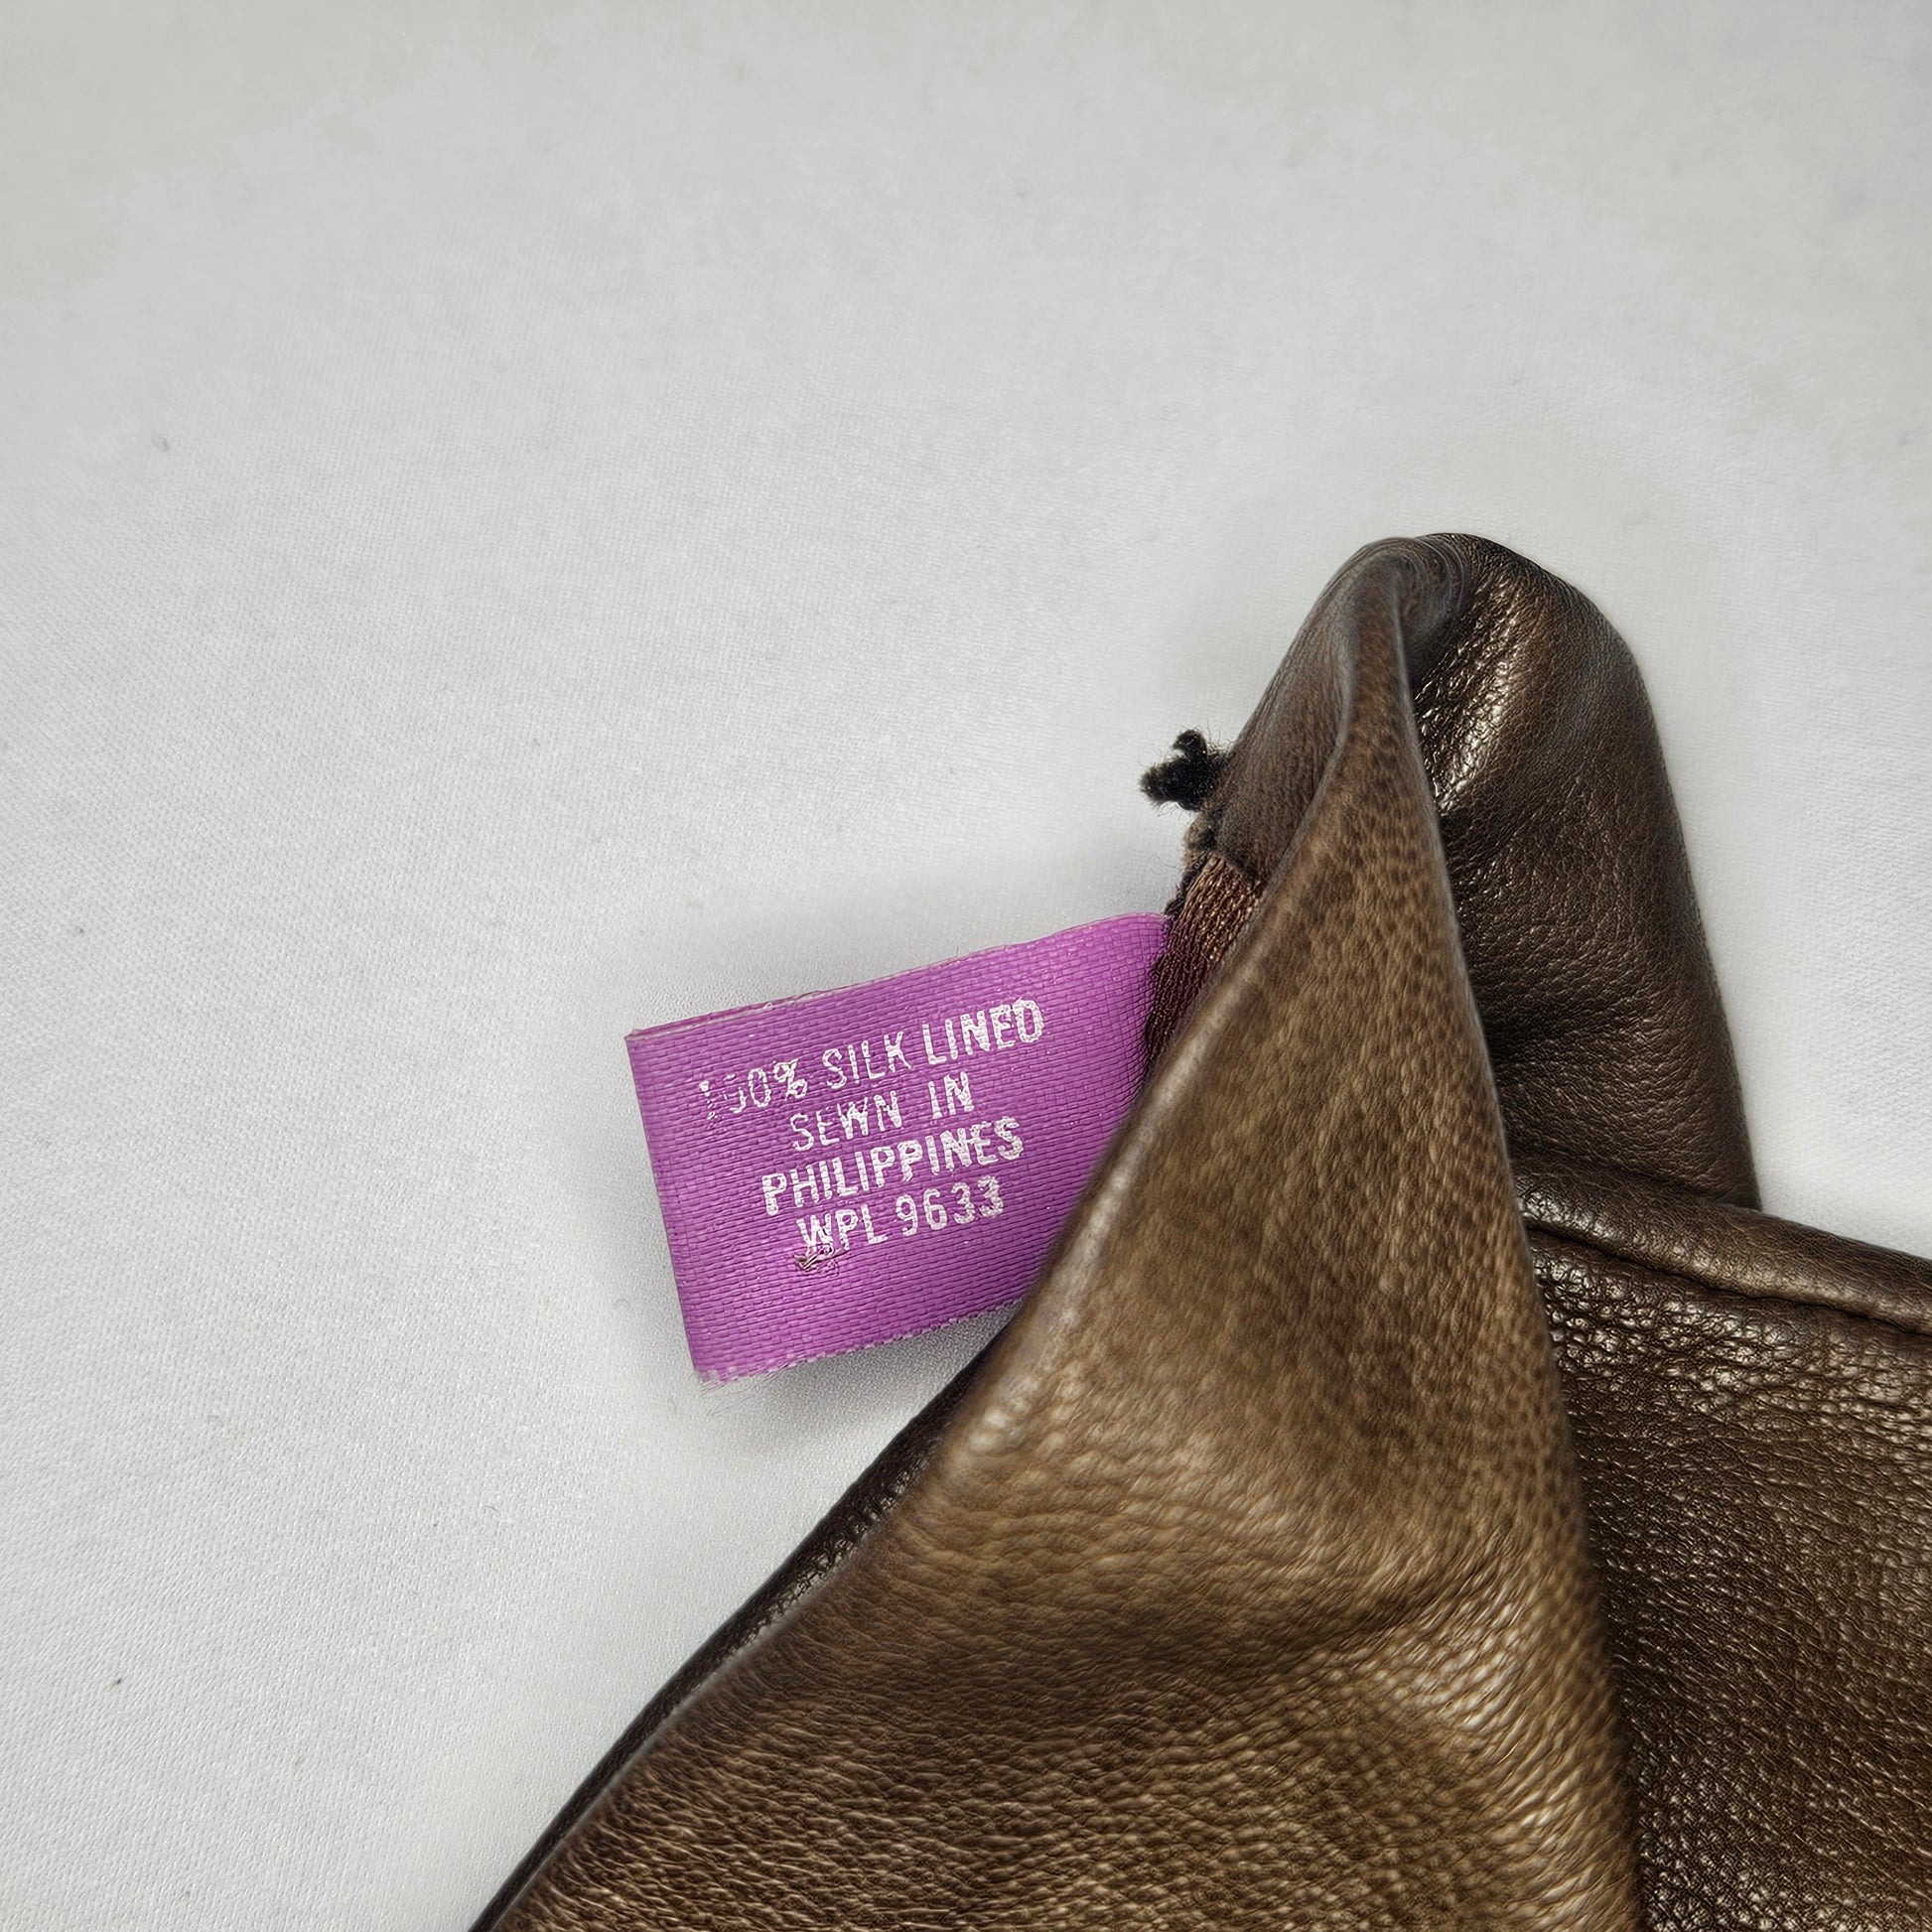 100% SILK LINED
SEWN IN
PHILIPPINES
WPL 9633